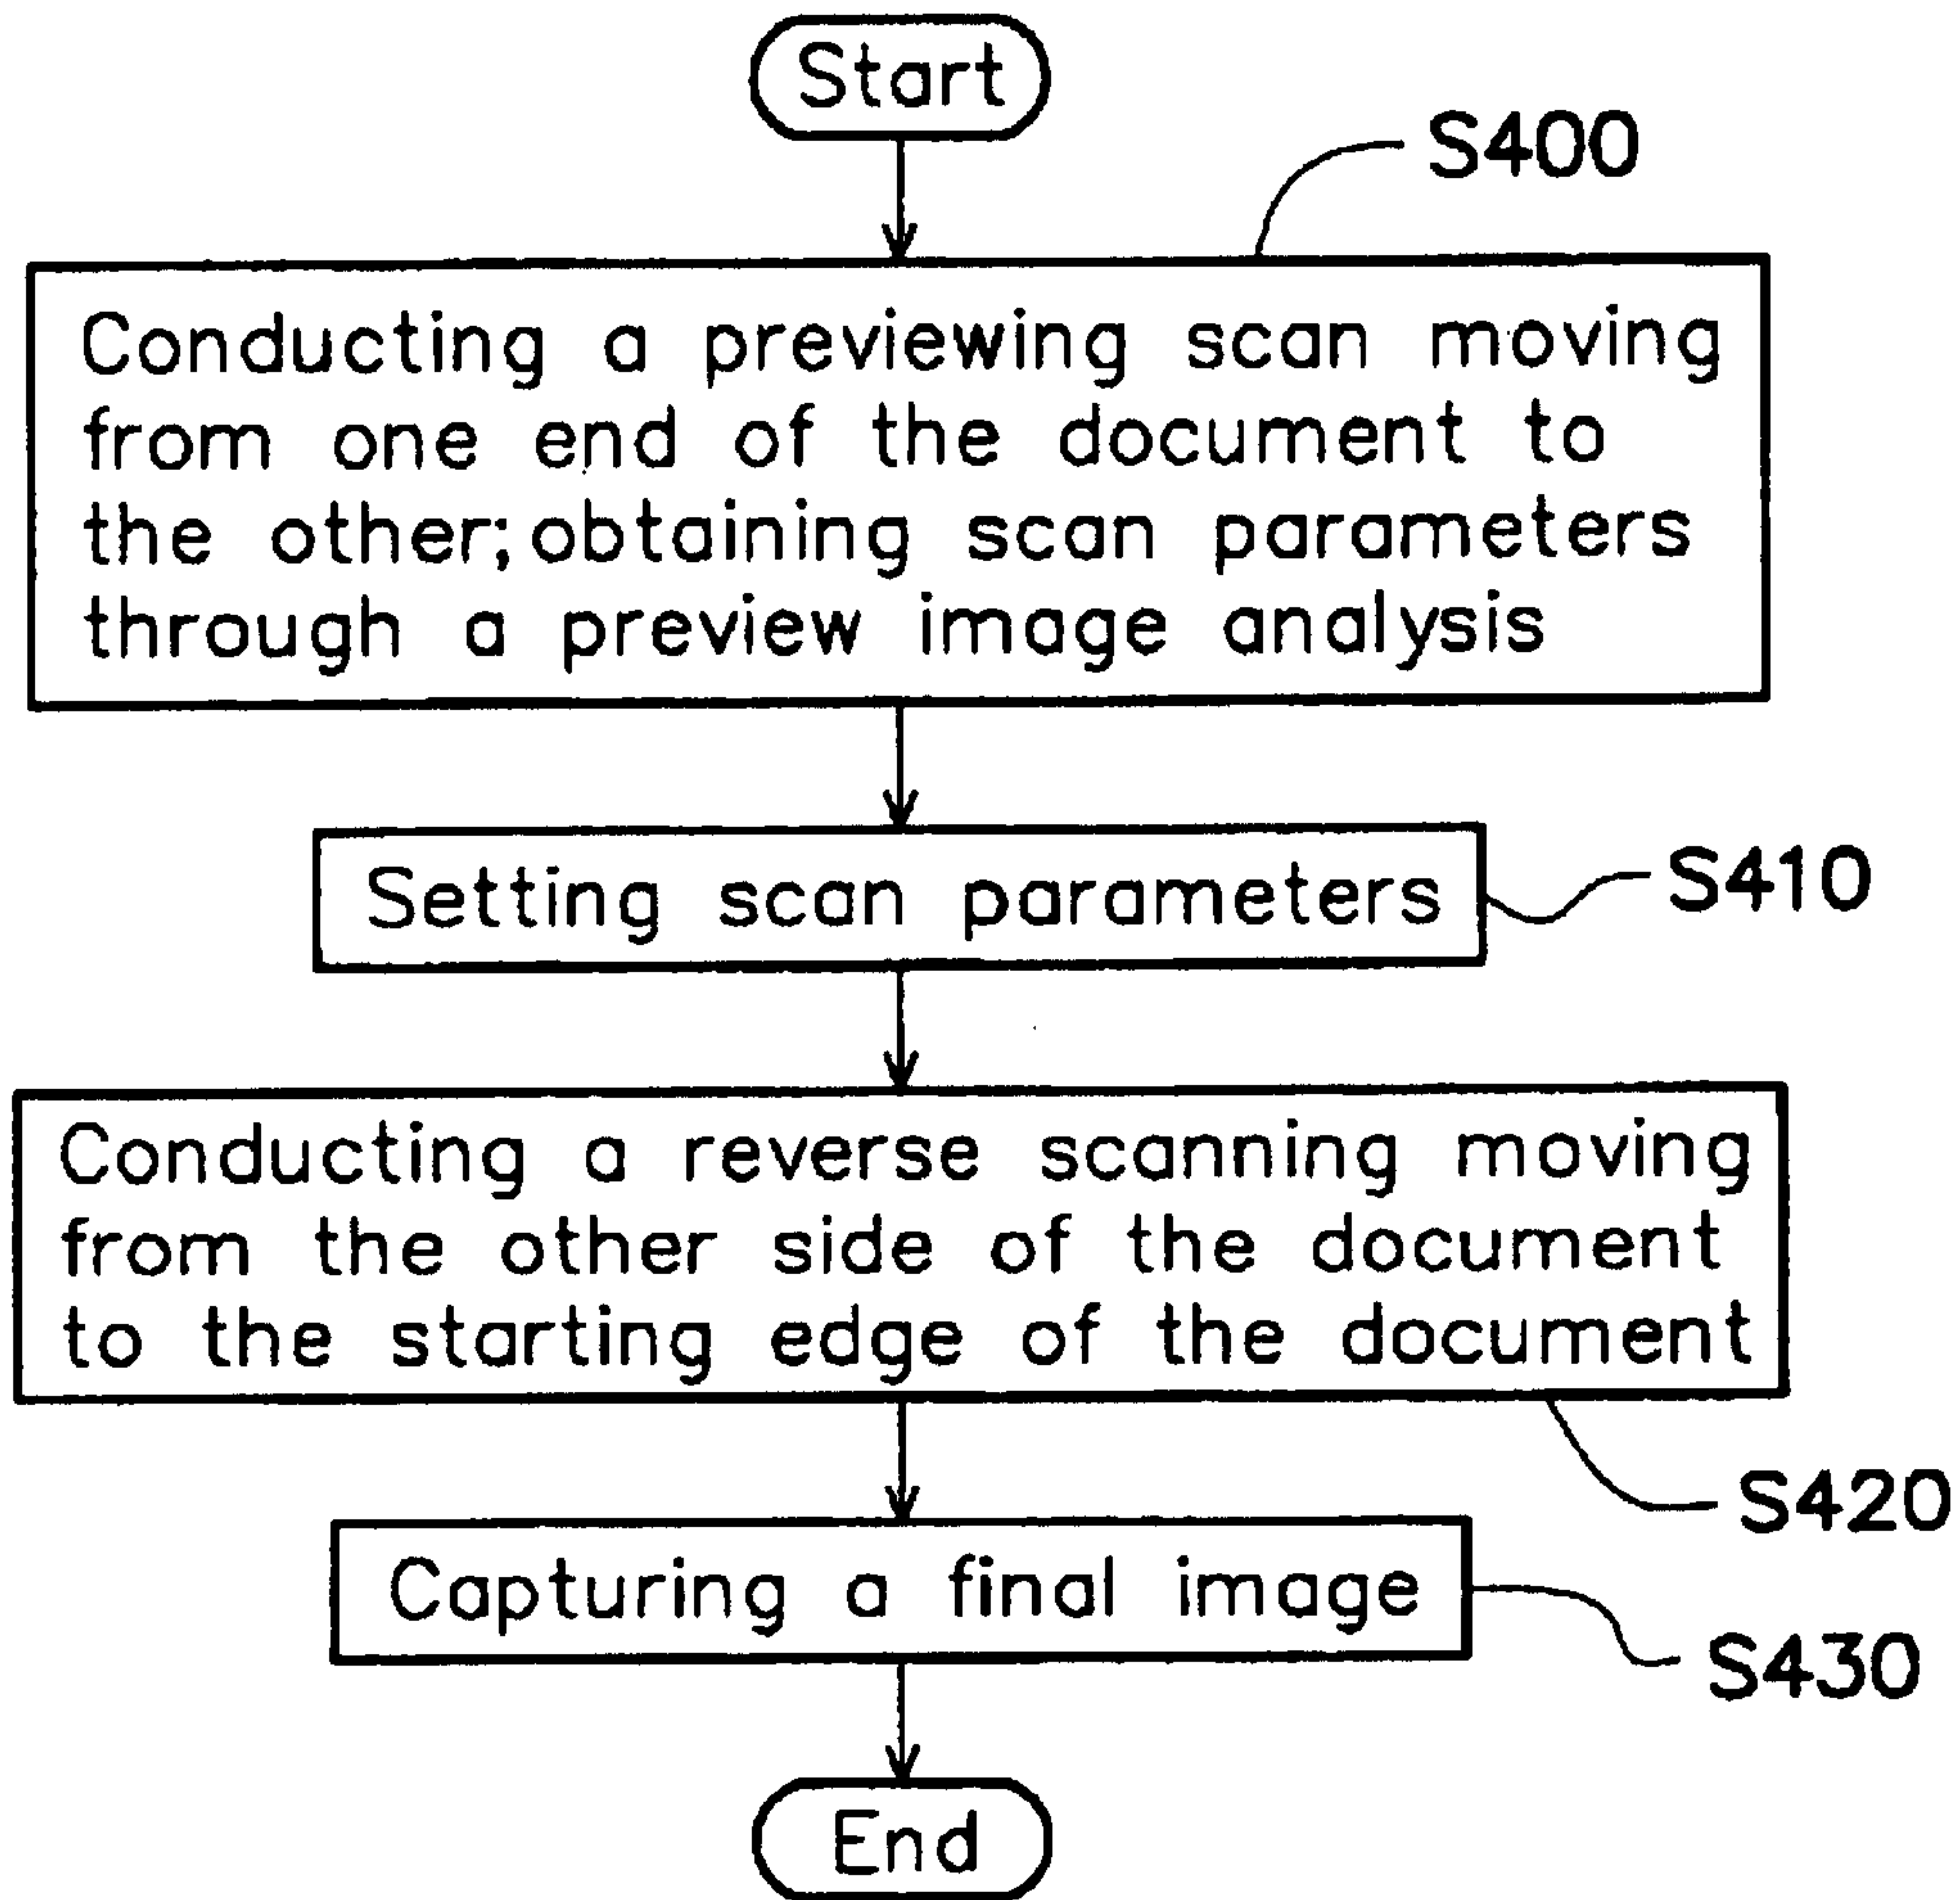 Start
S400
Conducting a previewing scan moving
from one end of the document to
the other; obtaining scan parameters
through a preview image analysis
Setting scan parameters
S410
Conducting a reverse scanning moving
from the other side of the document
to the starting edge of the document
S420
Capturing a final image
S430
End